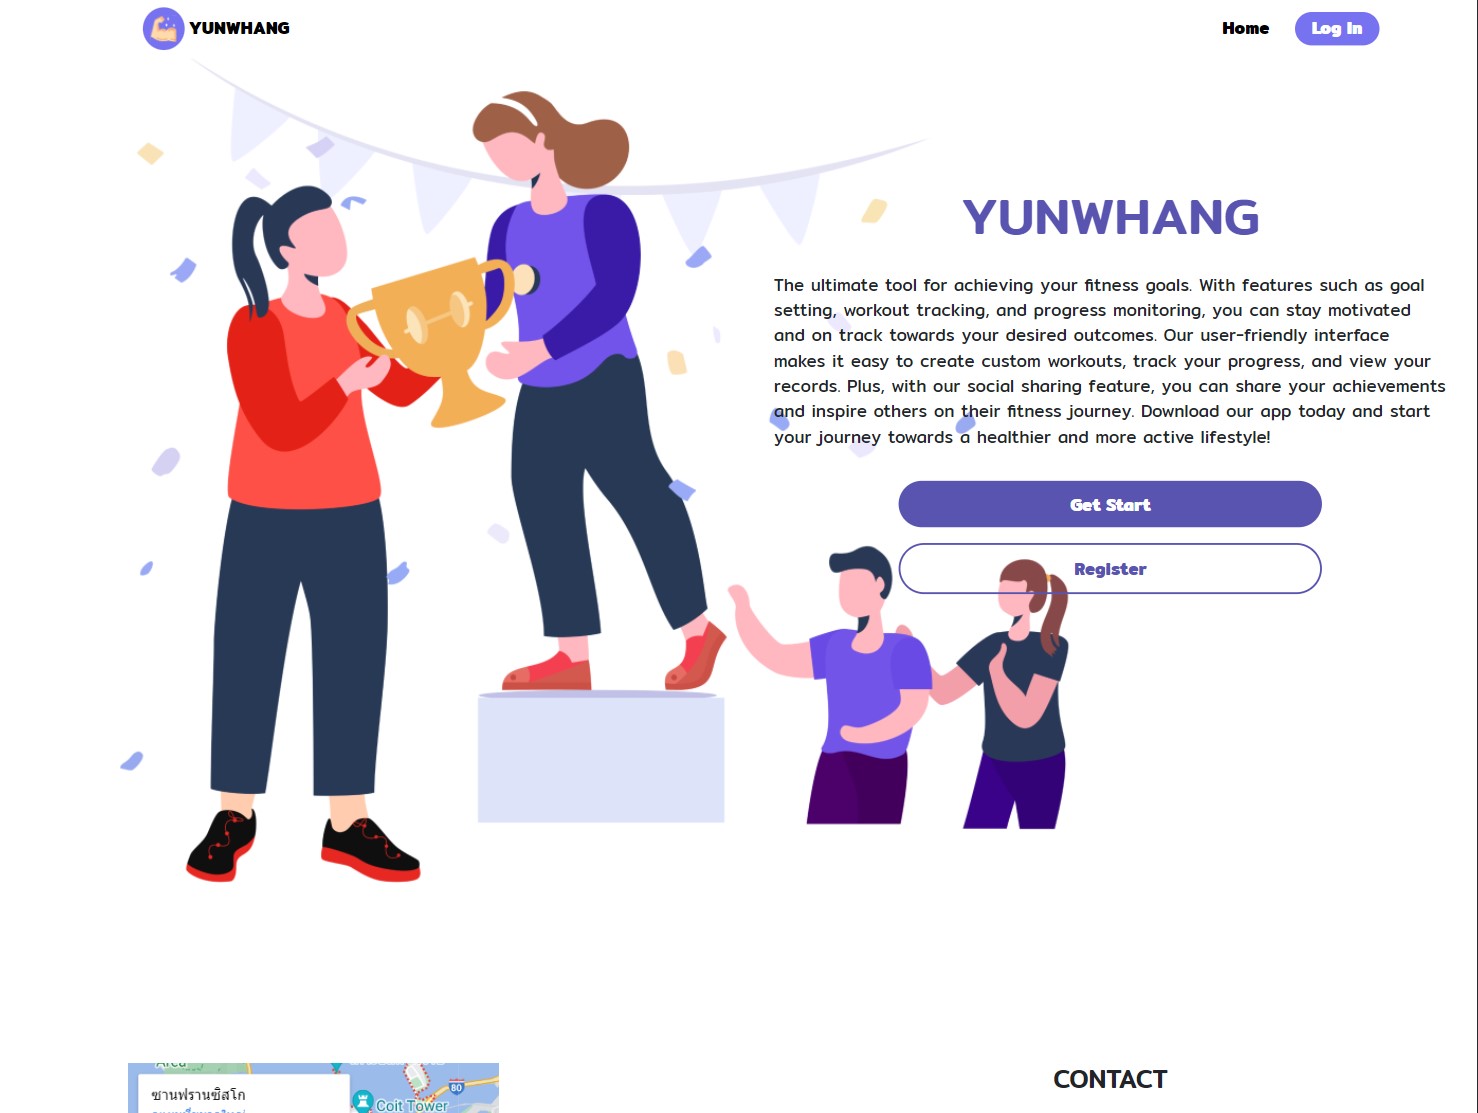 YUNWHANG
Home
Log In
YUNWHANG
The ultimate tool for achieving your fitness goals. With features such as goal
setting, workout tracking, and progress monitoring, you can stay motivated
and on track towards your desired outcomes. Our user-friendly interface
makes it easy to create custom workouts, track your progress, and view your
records. Plus, with our social sharing feature, you can share your achievements
and inspire others on their fitness journey. Download our app today and start
your journey towards a healthier and more active lifestyle!
Get Start
Register
Area
80
ซานฟรานซิสโก
Coit Tower
CONTACT